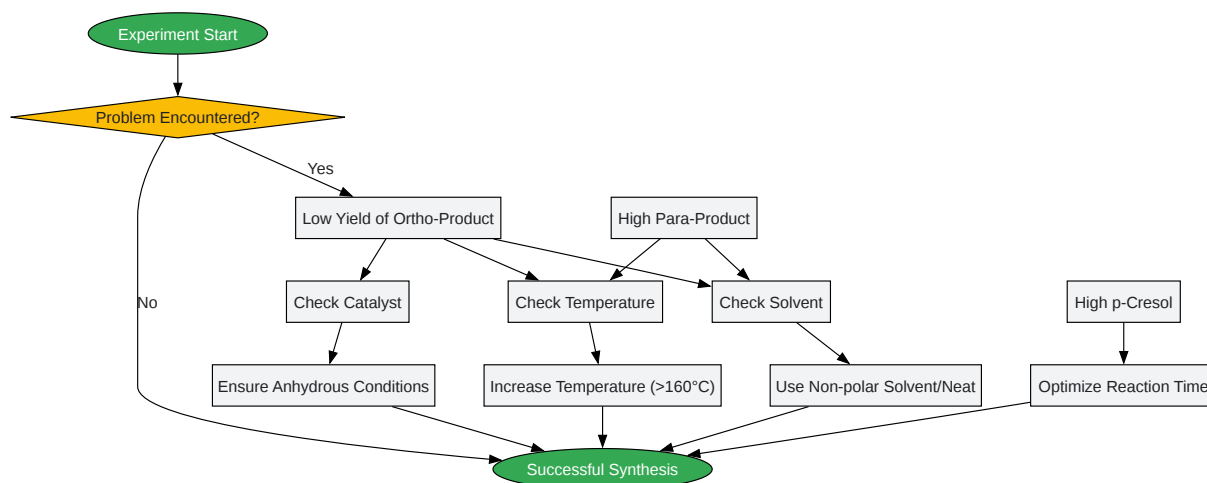 Experiment Start
Problem Encountered?
Yes
Low Yield of Ortho-Product
High Para-Product
No
Check Catalyst
Check Temperature
Check Solvent
High p-Cresol
Ensure Anhydrous Conditions
Increase Temperature (>160°C)
Use Non-polar Solvent/Neat
Optimize Reaction Time
Successful Synthesis